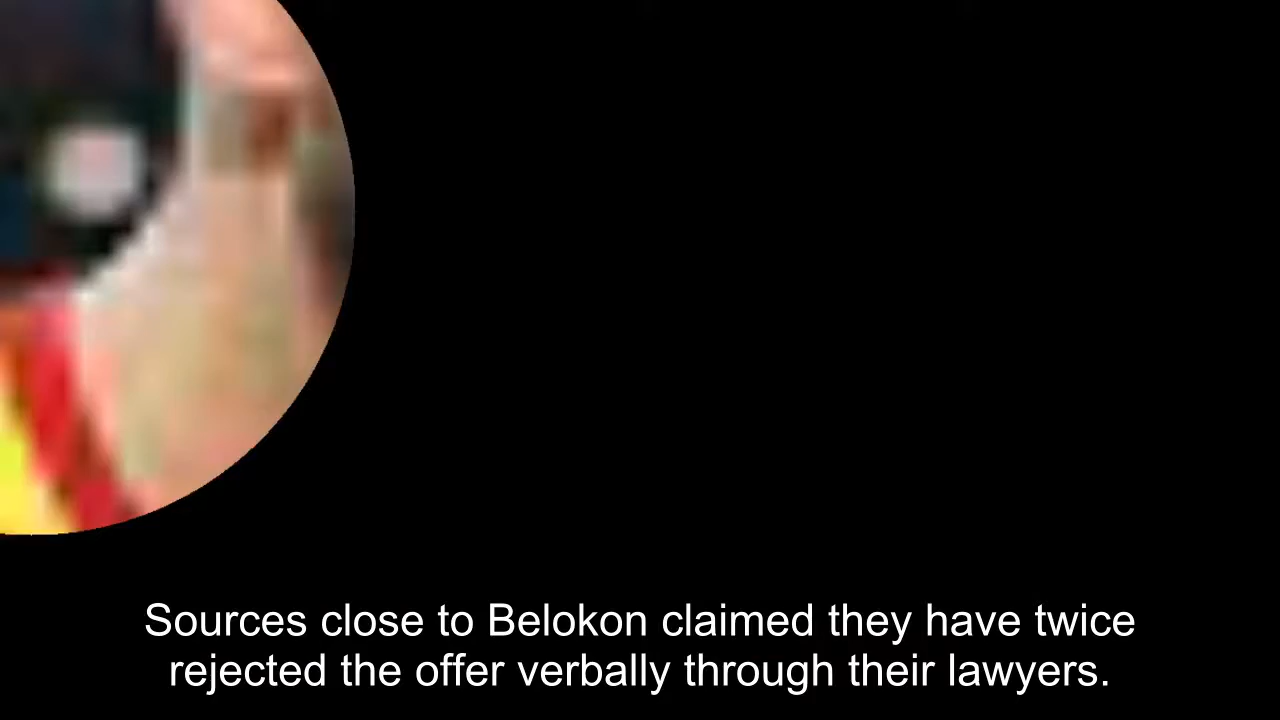 Sources close to Belokon claimed they have twice
rejected the offer verbally through their lawyers.